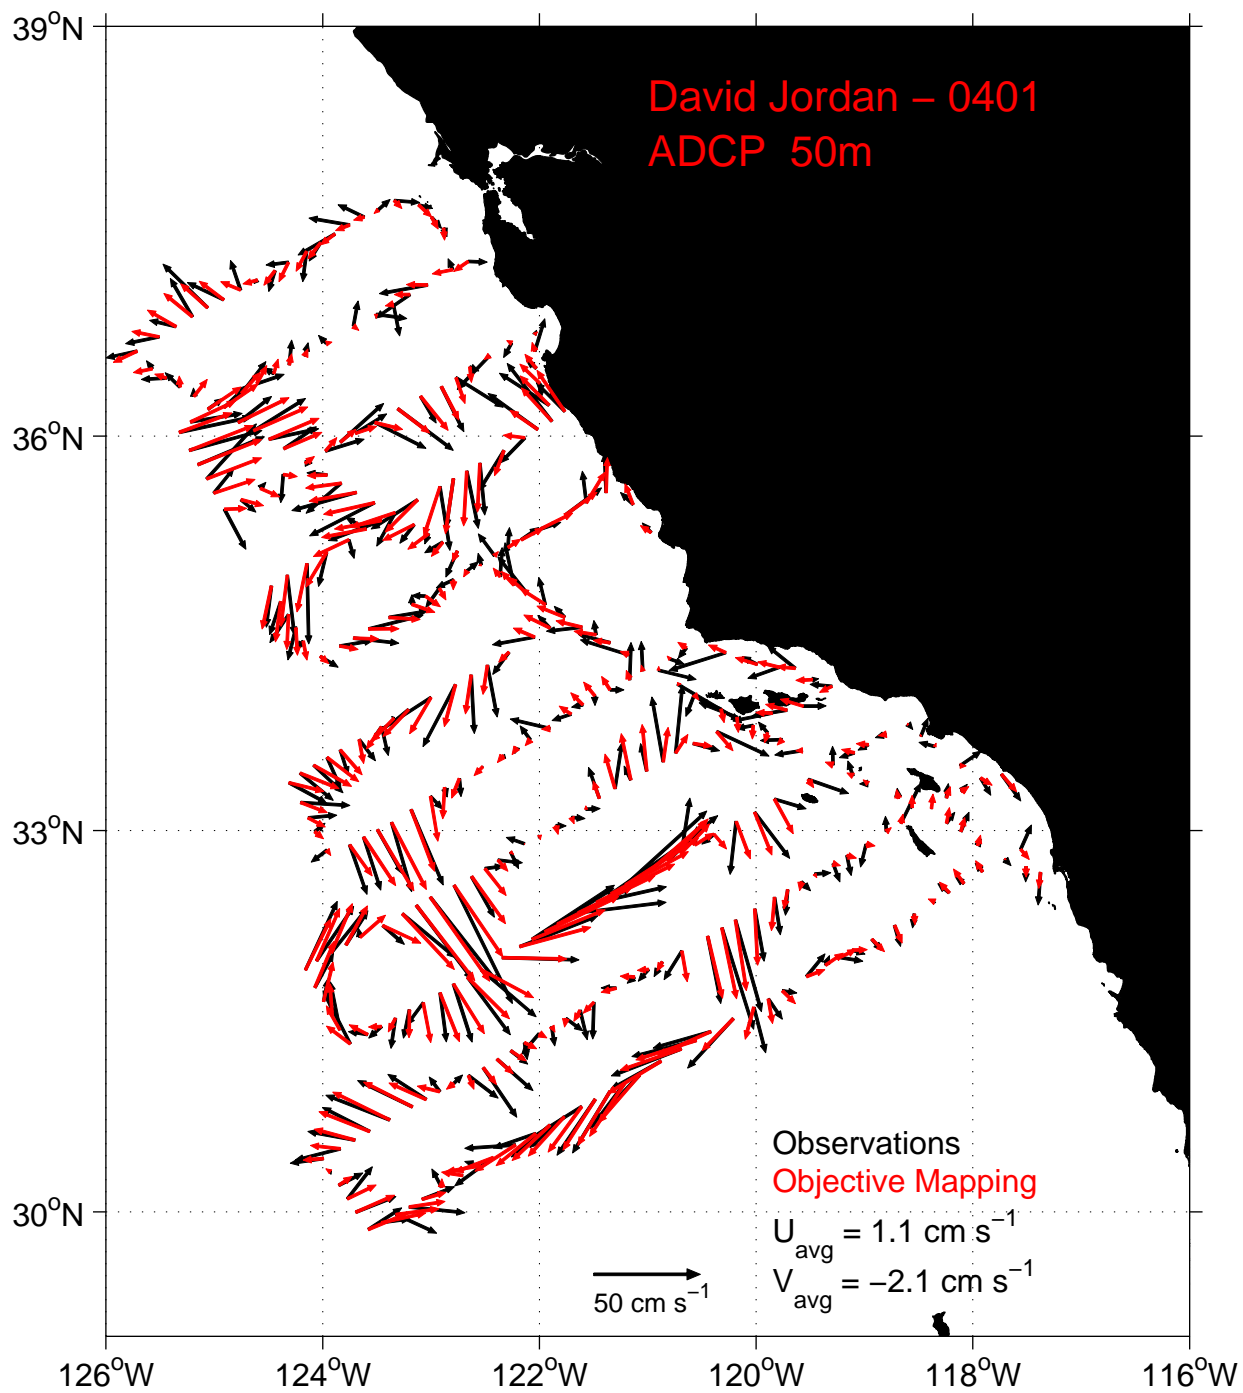 39°N
David Jordan – 0401
ADCP 50m
36°N
33°N
Observations
Objective Mapping
30°N
U_avg = 1.1 cm s⁻¹
V_avg = −2.1 cm s⁻¹
50 cm s⁻¹
126°W 124°W 122°W 120°W 118°W 116°W